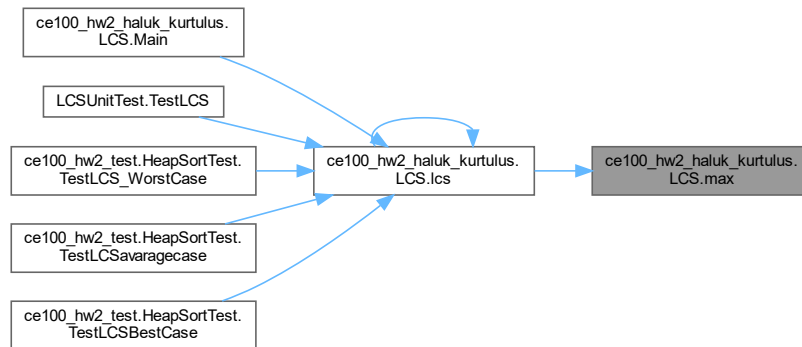 ce100_hw2_haluk_kurtulus.
LCS.Main
LCSUnitTest.TestLCS
ce100_hw2_test.HeapSortTest.
TestLCS_WorstCase
ce100_hw2_test.HeapSortTest.
TestLCSavaragecase
ce100_hw2_test.HeapSortTest.
TestLCSBestCase
ce100_hw2_haluk_kurtulus.
LCS.lcs
ce100_hw2_haluk_kurtulus.
LCS.max